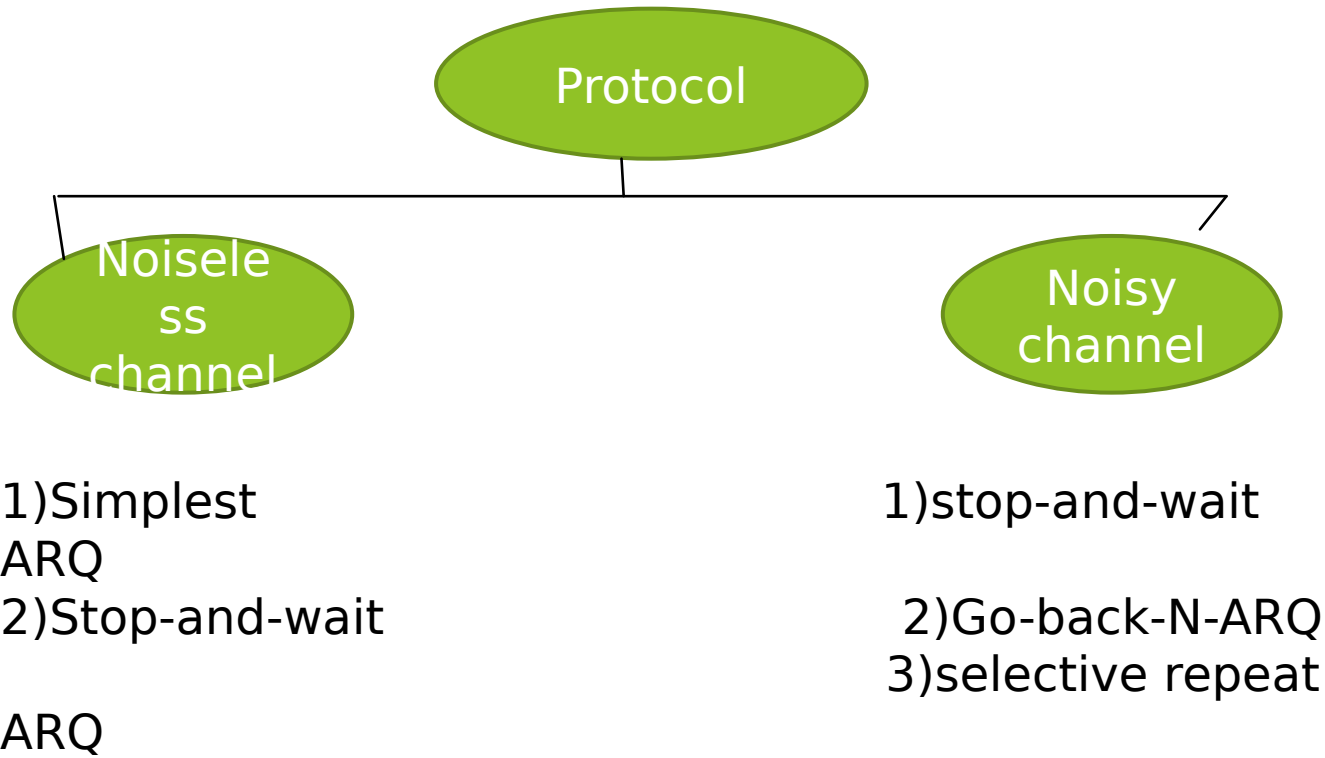 Protocol
Noisele
ss
channel
Noisy
channel
1)Simplest 1)stop-and-wait
ARQ
2)Stop-and-wait 2)Go-back-N-ARQ
3)selective repeat
ARQ